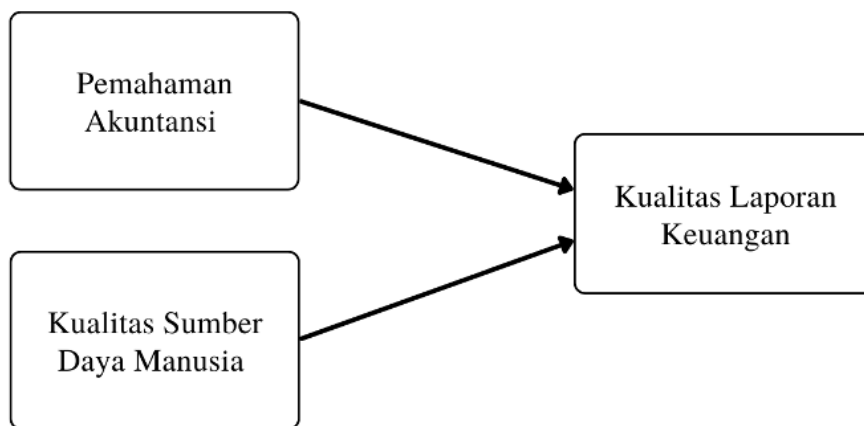 Pemahaman
Akuntansi
Kualitas Sumber
Daya Manusia
Kualitas Laporan
Keuangan